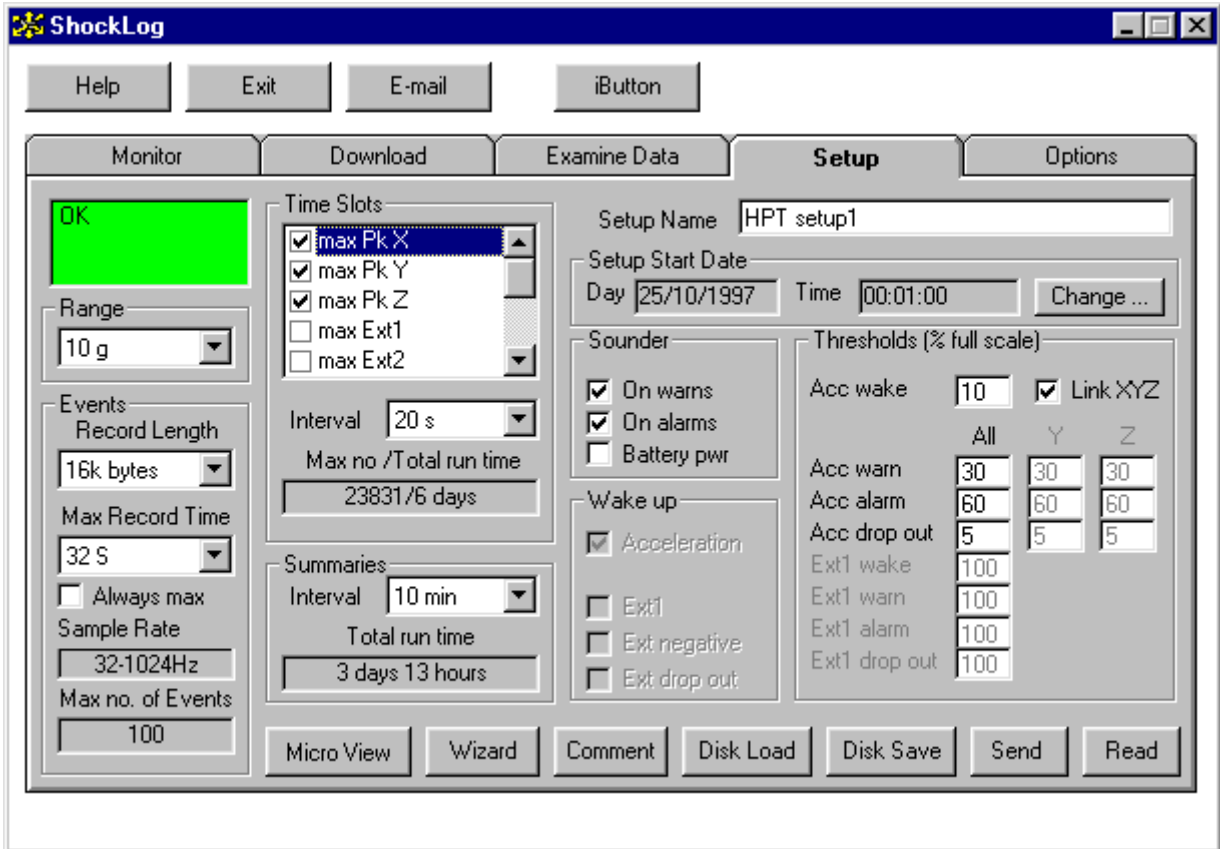 ShockLog
Help Exit E-mail iButton
Monitor Download Examine Data Setup Options
OK
Range
10 g
Events
Record Length
16k bytes
Max Record Time
32 S
Always max
Sample Rate
32-1024Hz
Max no. of Events
100
Time Slots
max Pk X
max Pk Y
max Pk Z
max Ext1
max Ext2
Interval 20 s
Max no /Total run time
23831/6 days
Summaries
Interval 10 min
Total run time
3 days 13 hours
Setup Name HPT setup1
Setup Start Date
Day 25/10/1997 Time 00:01:00 Change ...
Sounder
On warns
On alarms
Battery pwr
Wake up
Acceleration
Ext1
Ext negative
Ext drop out
Thresholds (% full scale)
Acc wake 10 Link XYZ
All Y Z
Acc warn 30 30 30
Acc alarm 60 60 60
Acc drop out 5 5 5
Ext1 wake 100
Ext1 warn 100
Ext1 alarm 100
Ext1 drop out 100
Micro View Wizard Comment Disk Load Disk Save Send Read